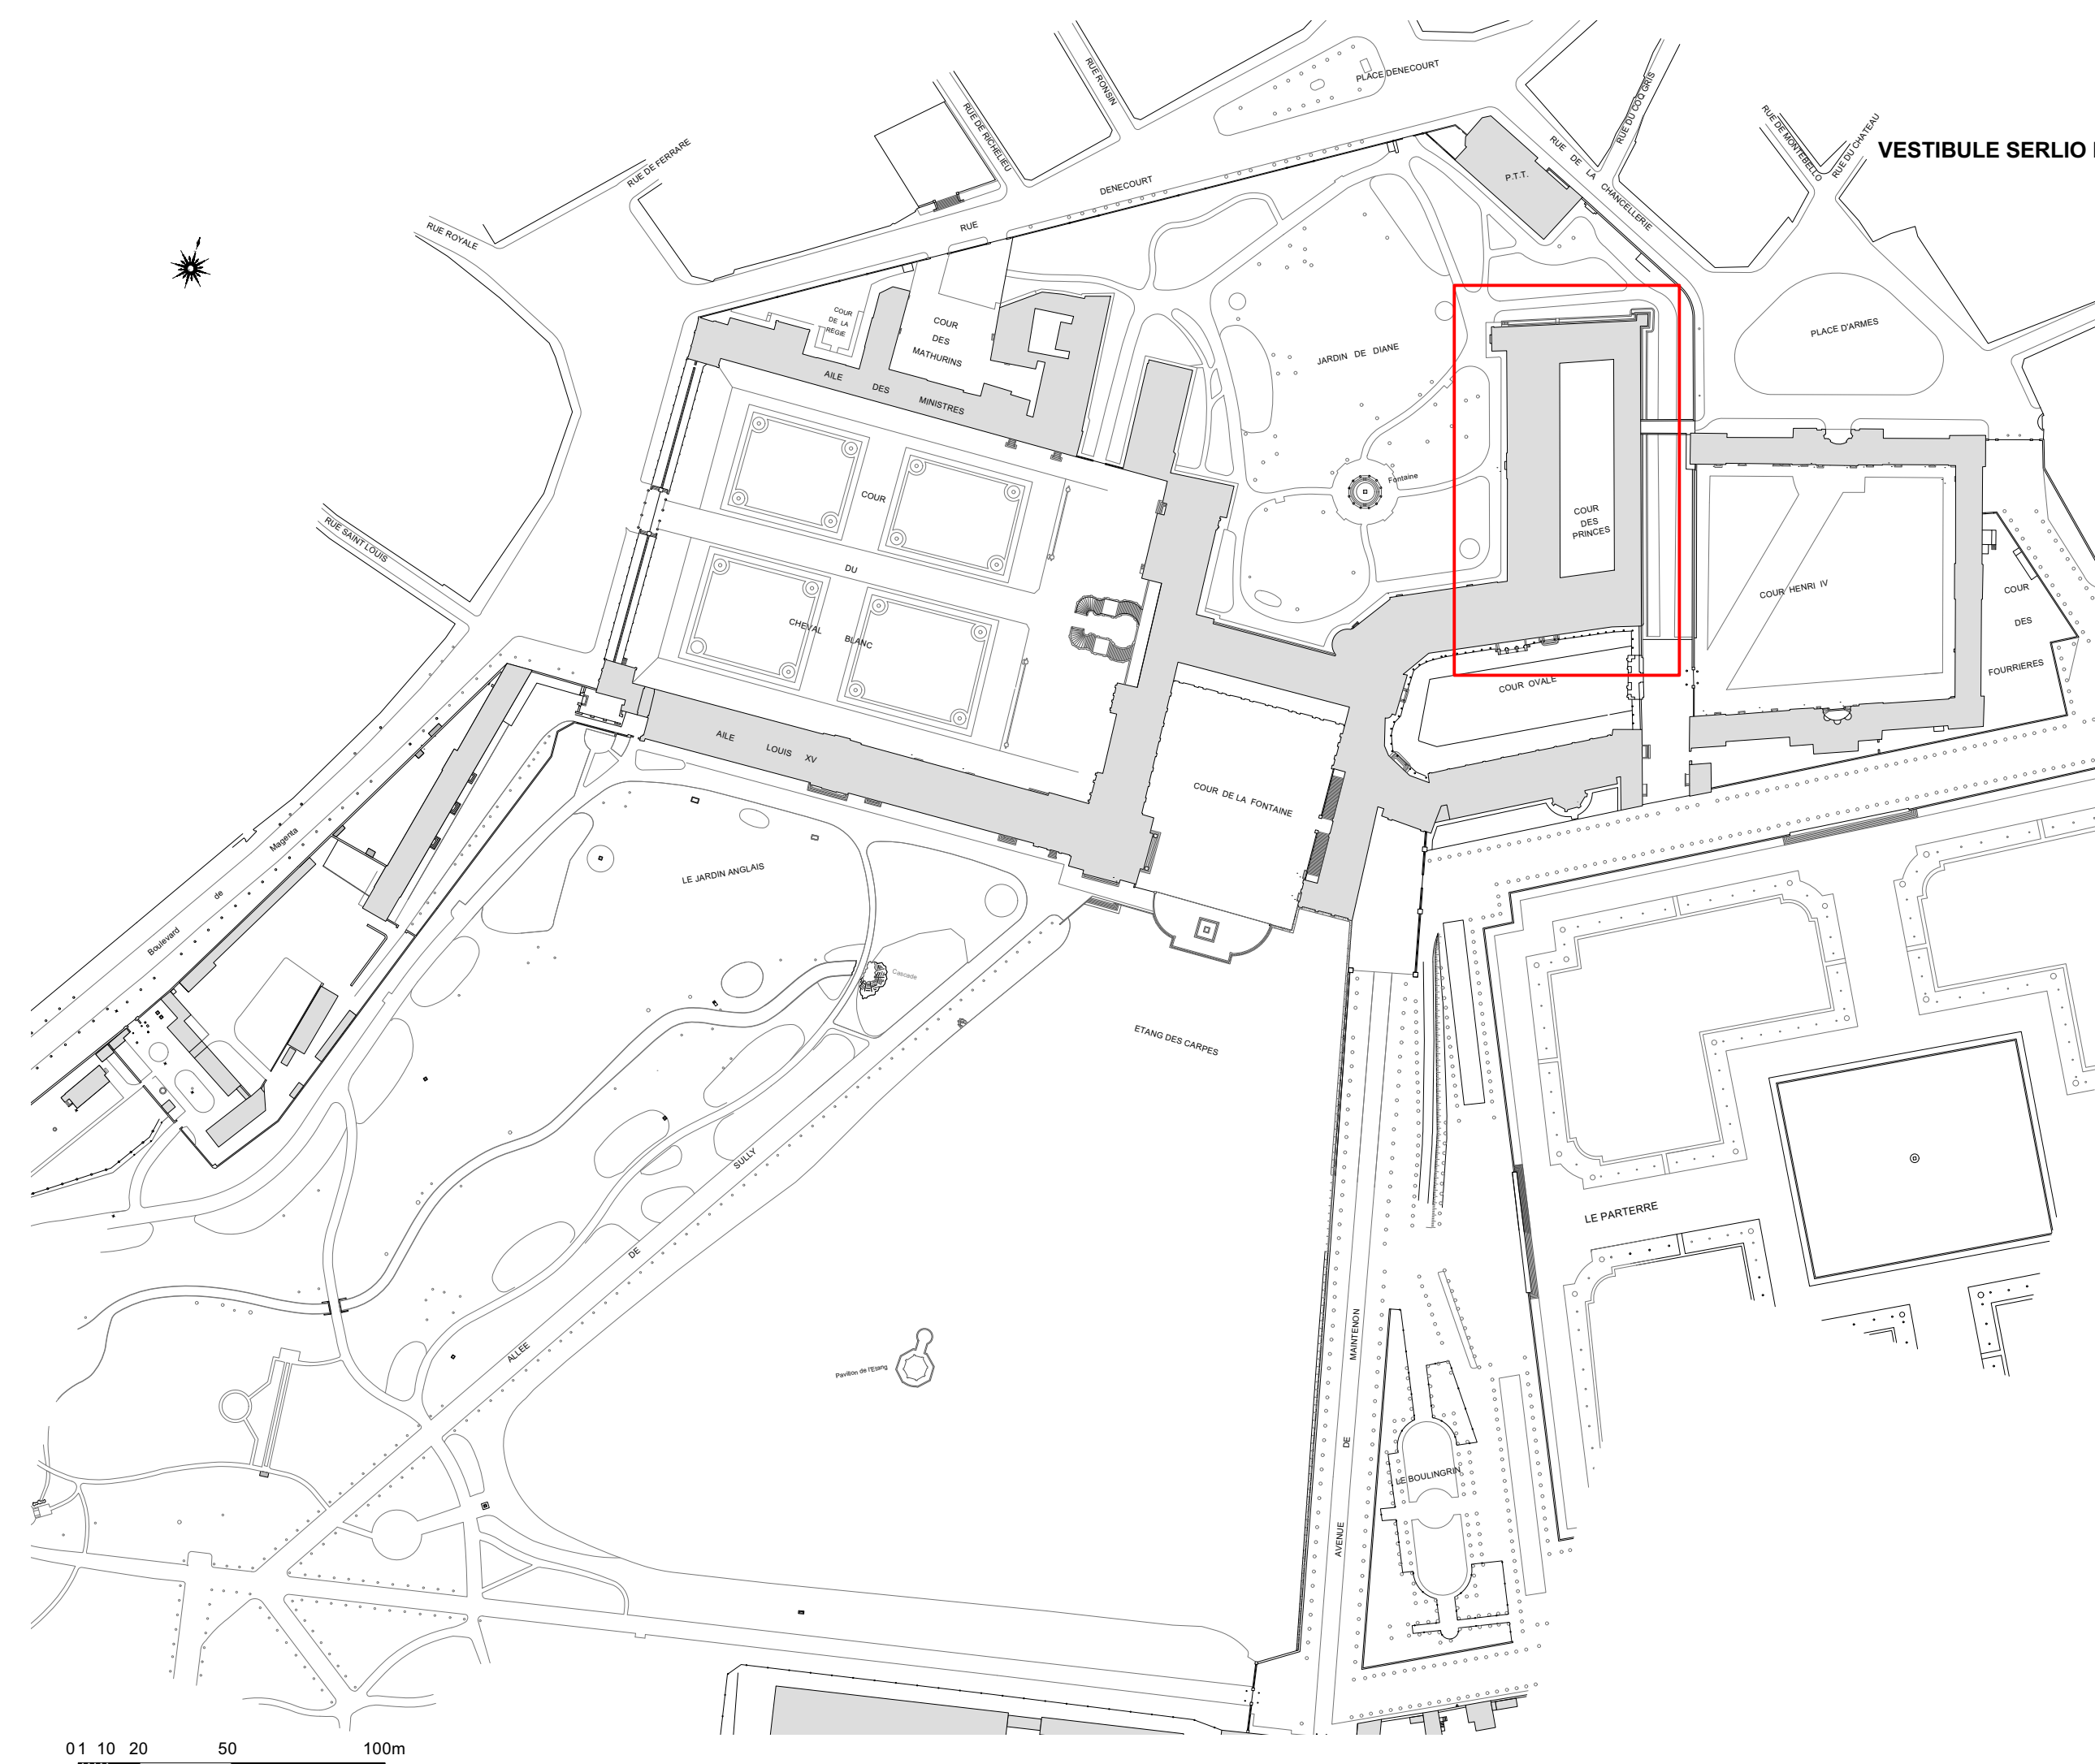 PLACE DENECOURT
RUE RONSIN
RUE DE RICHELIEU
RUE DU COQ GRIS
RUE DE MONTEBELLO
RUE DU CHATEAU
VESTIBULE SERLIO
RUE DE LA CHANCELLERIE
P.T.T.
RUE DE FERRARE
RUE DENECOURT
RUE ROYALE
COUR
DE LA
REGIE
COUR
DES
MATHURINS
PLACE D'ARMES
JARDIN DE DIANE
AILE DES MINISTRES
Fontaine
COUR
DES
PRINCES
RUE SAINT LOUIS
COUR
DU
CHEVAL BLANC
COUR HENRI IV
COUR
DES
FOURRIERES
COUR OVALE
AILE LOUIS XV
COUR DE LA FONTAINE
Boulevard de Magenta
LE JARDIN ANGLAIS
Cascade
ETANG DES CARPES
ALLEE DE SULLY
LE PARTERRE
Pavillon de l'Etang
AVENUE DE MAINTENON
LE BOULINGRIN
0 1 10 20 50 100m